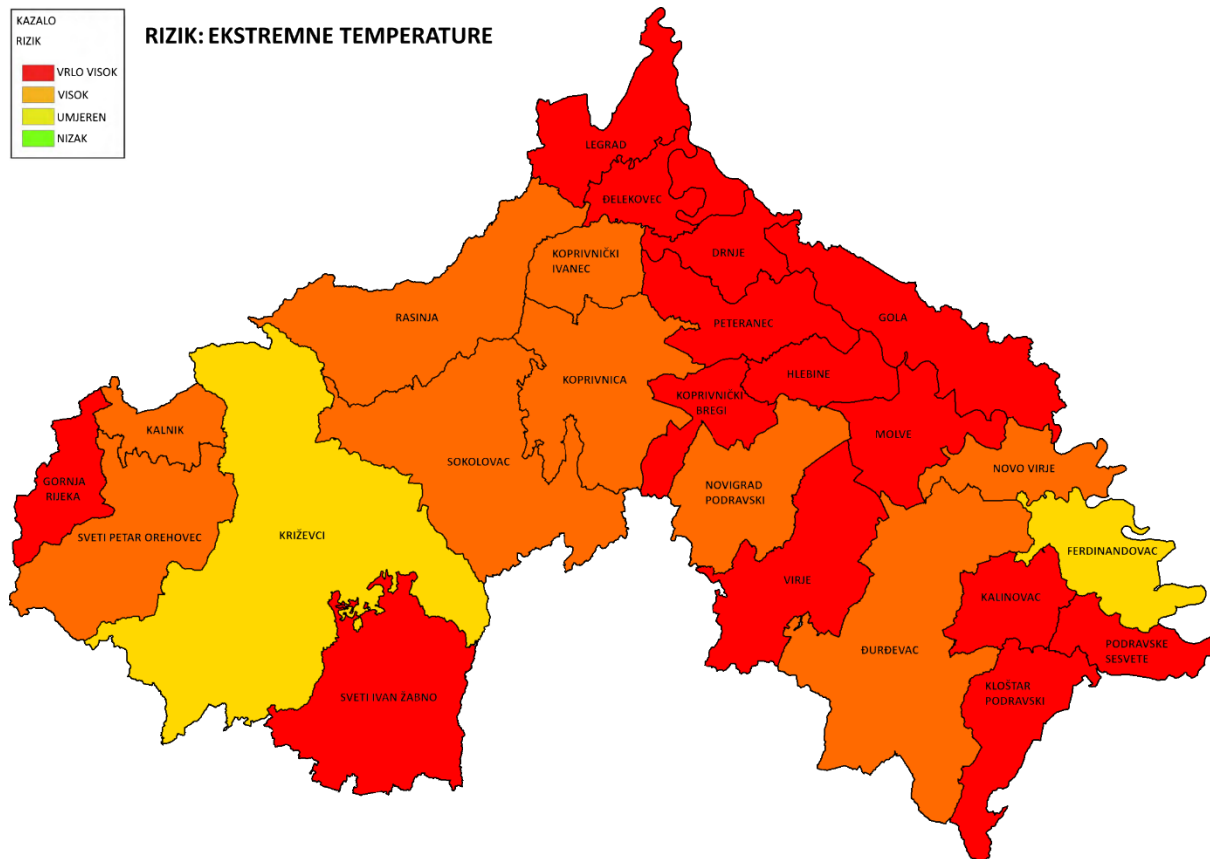 KAZALO
RIZIK
VRLO VISOK
VISOK
UMJEREN
NIZAK
RIZIK: EKSTREMNE TEMPERATURE
LEGRAD
ĐELEKOVEC
DRNJE
KOPRIVNIČKI
IVANEC
RASINJA
PETERANEC
GOLA
KOPRIVNICA
HLEBINE
KOPRIVNIČKI
BREGI
KALNIK
MOLVE
SOKOLOVAC
NOVO VIRJE
GORNJA
RIJEKA
NOVIGRAD
PODRAVSKI
SVETI PETAR OREHOVEC
KRIŽEVCI
FERDINANDOVAC
VIRJE
KALINOVAC
ĐURĐEVAC
PODRAVSKE
SESVETE
KLOŠTAR
PODRAVSKI
SVETI IVAN ŽABNO